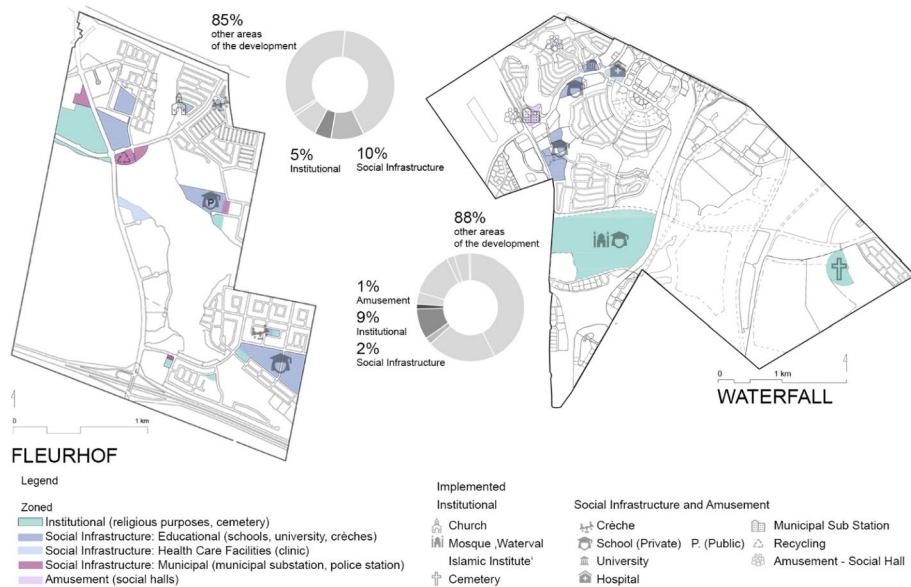 85%
other areas
of the development
5%
Institutional
10%
Social Infrastructure
P
88%
other areas
of the development
1%
Amusement
9%
Institutional
2%
Social Infrastructure
0 1 km
FLEURHOF
0 1 km
WATERFALL
Legend
Zoned
Institutional (religious purposes, cemetery)
Social Infrastructure: Educational (schools, university, crèches)
Social Infrastructure: Health Care Facilities (clinic)
Social Infrastructure: Municipal (municipal substation, police station)
Amusement (social halls)
Implemented
Institutional
Church
Mosque ‚Waterval
Islamic Institute‘
Cemetery
Social Infrastructure and Amusement
Crèche
School (Private) P. (Public)
University
Hospital
Municipal Sub Station
Recycling
Amusement - Social Hall